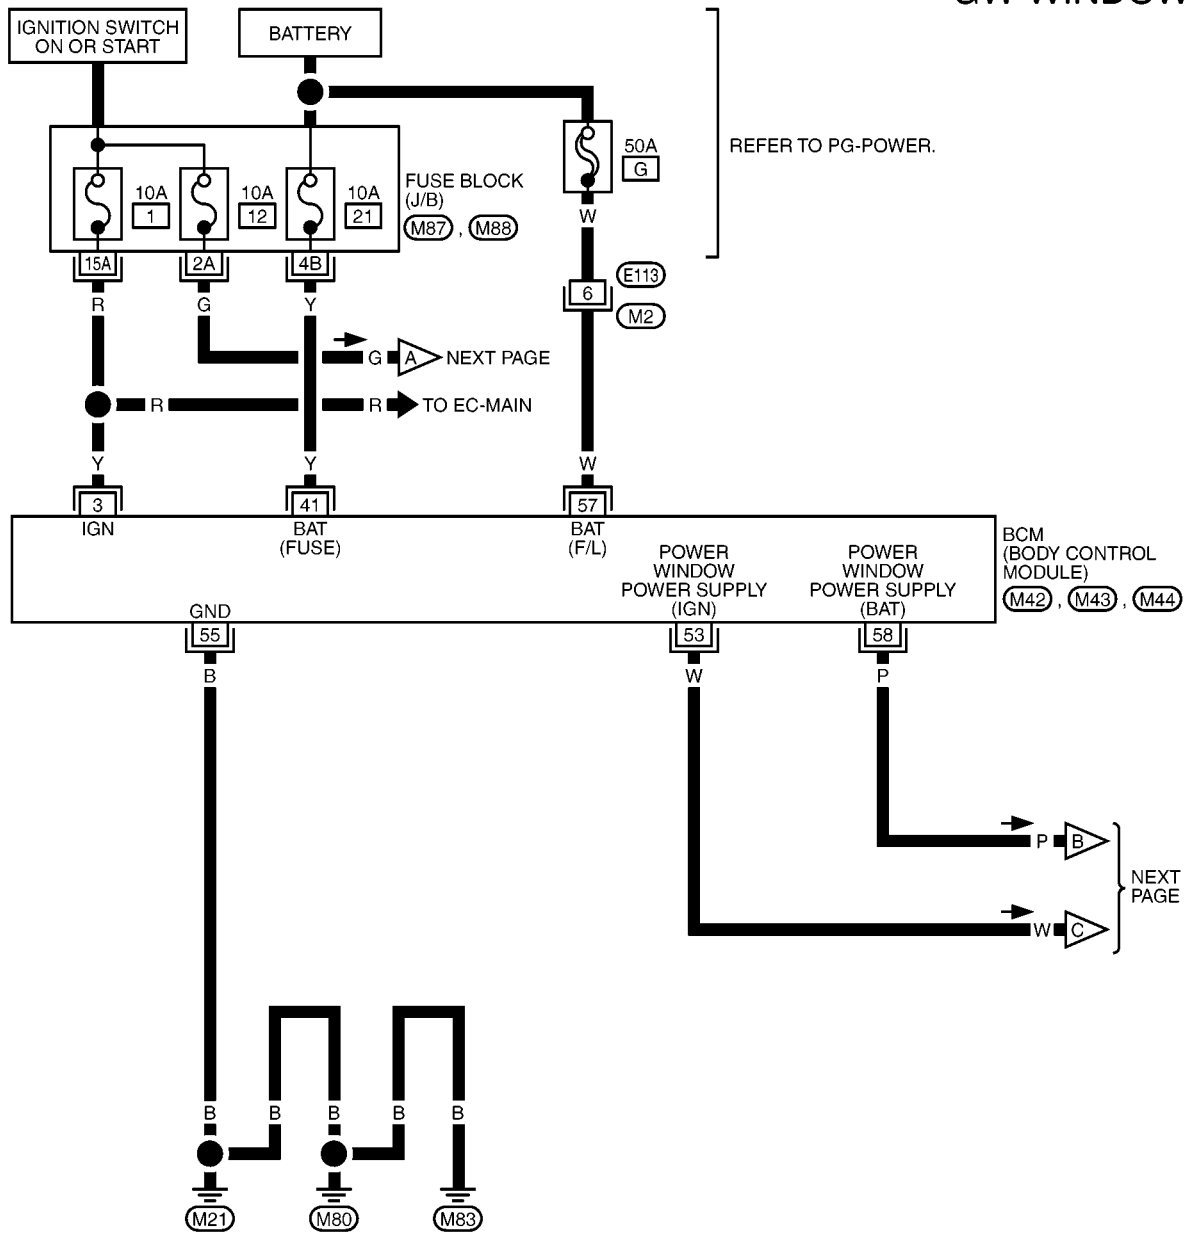 GW-WINDOW
IGNITION SWITCH
ON OR START
BATTERY
50A
G
REFER TO PG-POWER.
10A
1
10A
12
10A
21
FUSE BLOCK
(J/B)
M87 , M88
W
15A
2A
4B
6
E113
M2
R
G
Y
G
A
NEXT PAGE
R
R
TO EC-MAIN
Y
Y
W
3
41
57
IGN
BAT
(FUSE)
BAT
(F/L)
POWER
WINDOW
POWER SUPPLY
(IGN)
POWER
WINDOW
POWER SUPPLY
(BAT)
BCM
(BODY CONTROL
MODULE)
M42 , M43 , M44
GND
55
53
58
B
W
P
P
B
W
C
NEXT
PAGE
B
B
B
B
B
M21
M80
M83